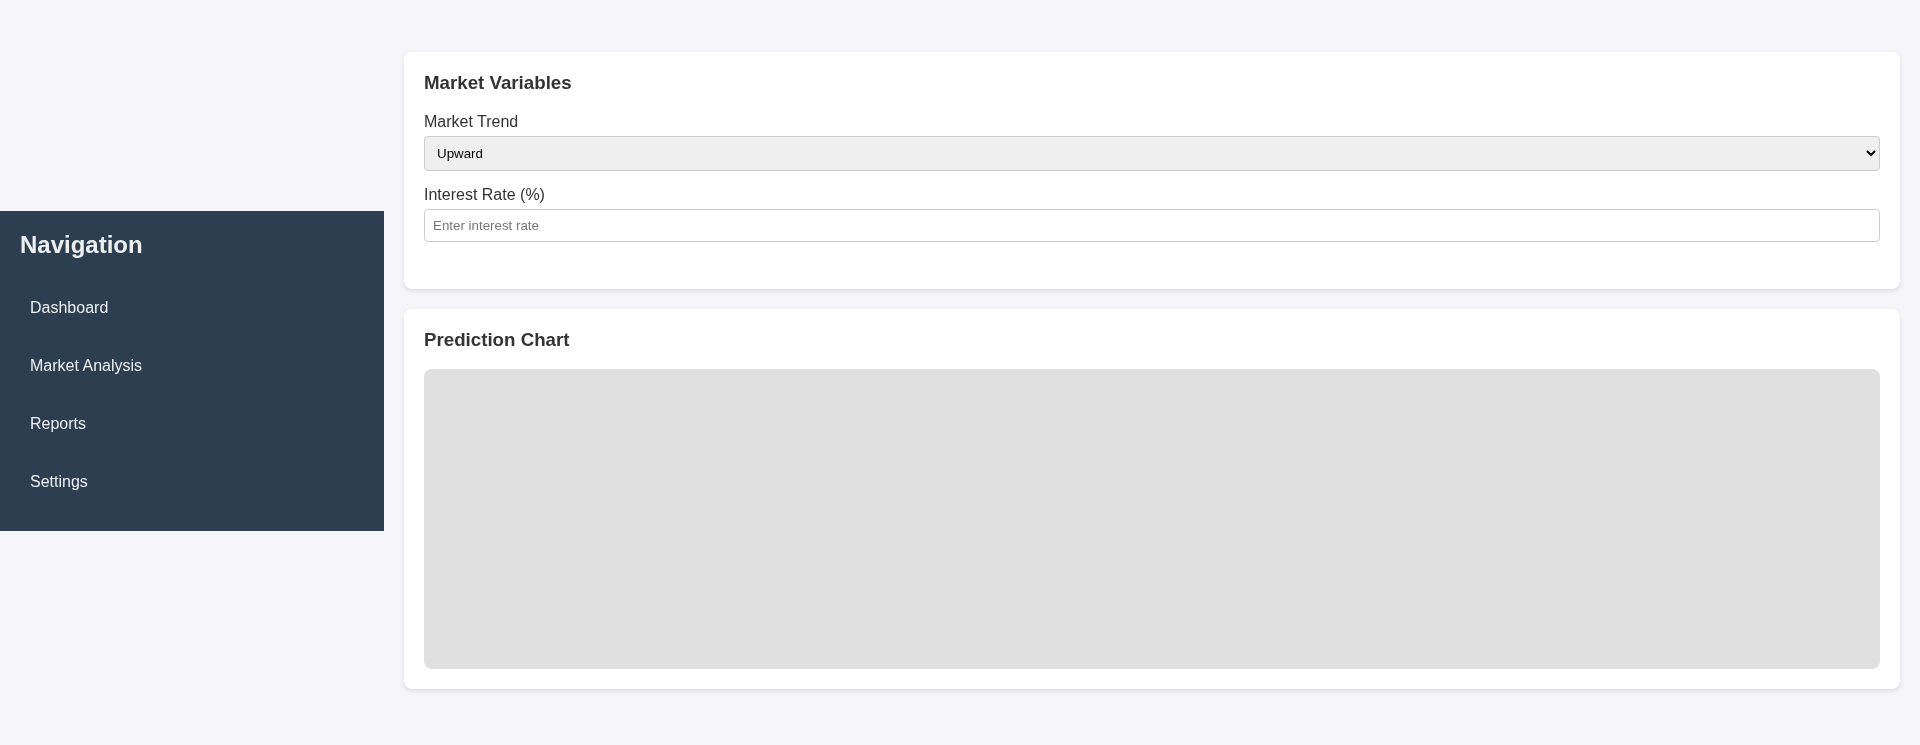 Navigation
Dashboard
Market Analysis
Reports
Settings
Market Variables
Market Trend
Upward
Interest Rate (%)
Enter interest rate
Prediction Chart